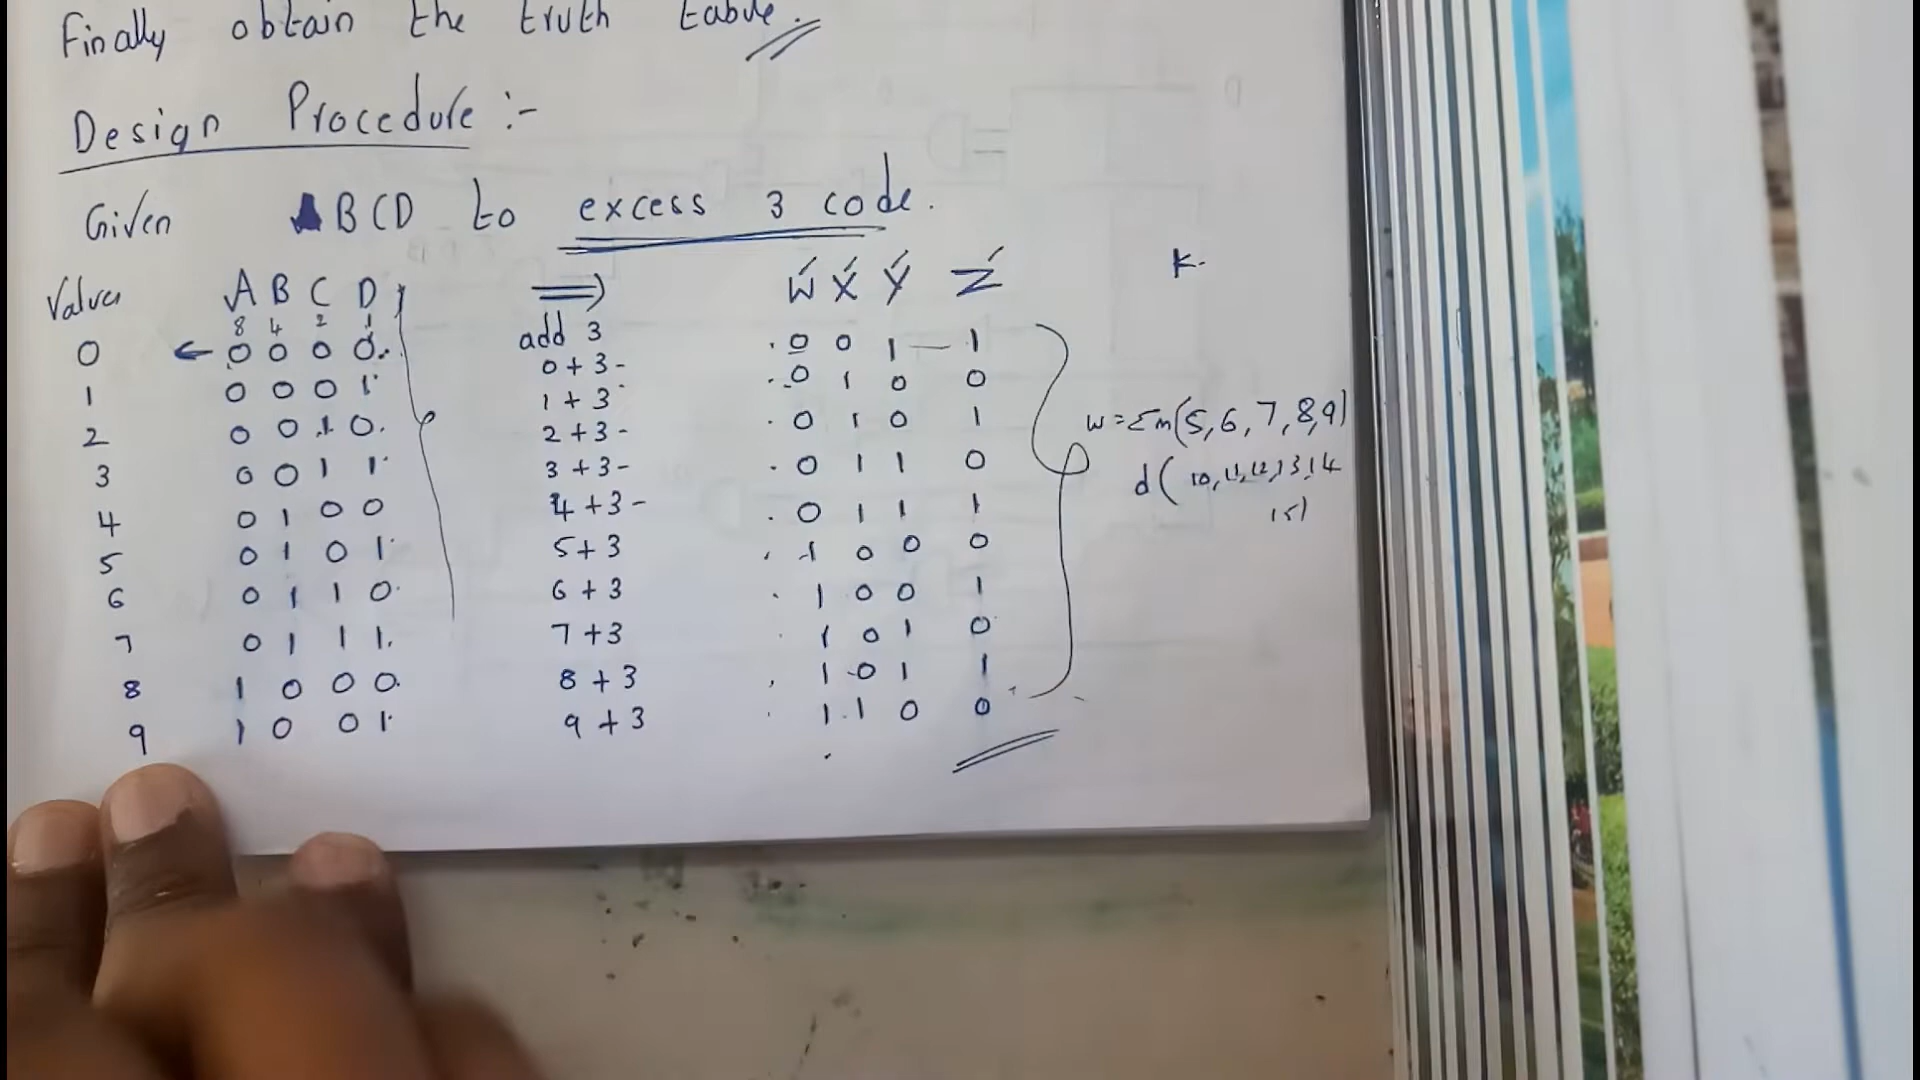 Finally obtain the truth table.
Design Procedure :-
Given BCD to excess 3 code.
Values A B C D => W X Y Z K.
8 4 2 1 add 3
0 0 0 0 0 0+3- 0 0 1 1
1 0 0 0 1 1+3 0 1 0 0
2 0 0 1 0 2+3- 0 1 0 1 w=Σm(5,6,7,8,9)
3 0 0 1 1 3+3- 0 1 1 0 d(10,11,12,13,14
4 0 1 0 0 4+3- 0 1 1 1 15)
5 0 1 0 1 5+3 1 0 0 0
6 0 1 1 0 6+3 1 0 0 1
7 0 1 1 1 7+3 1 0 1 0
8 1 0 0 0 8+3 1 0 1 1
9 1 0 0 1 9+3 1 1 0 0